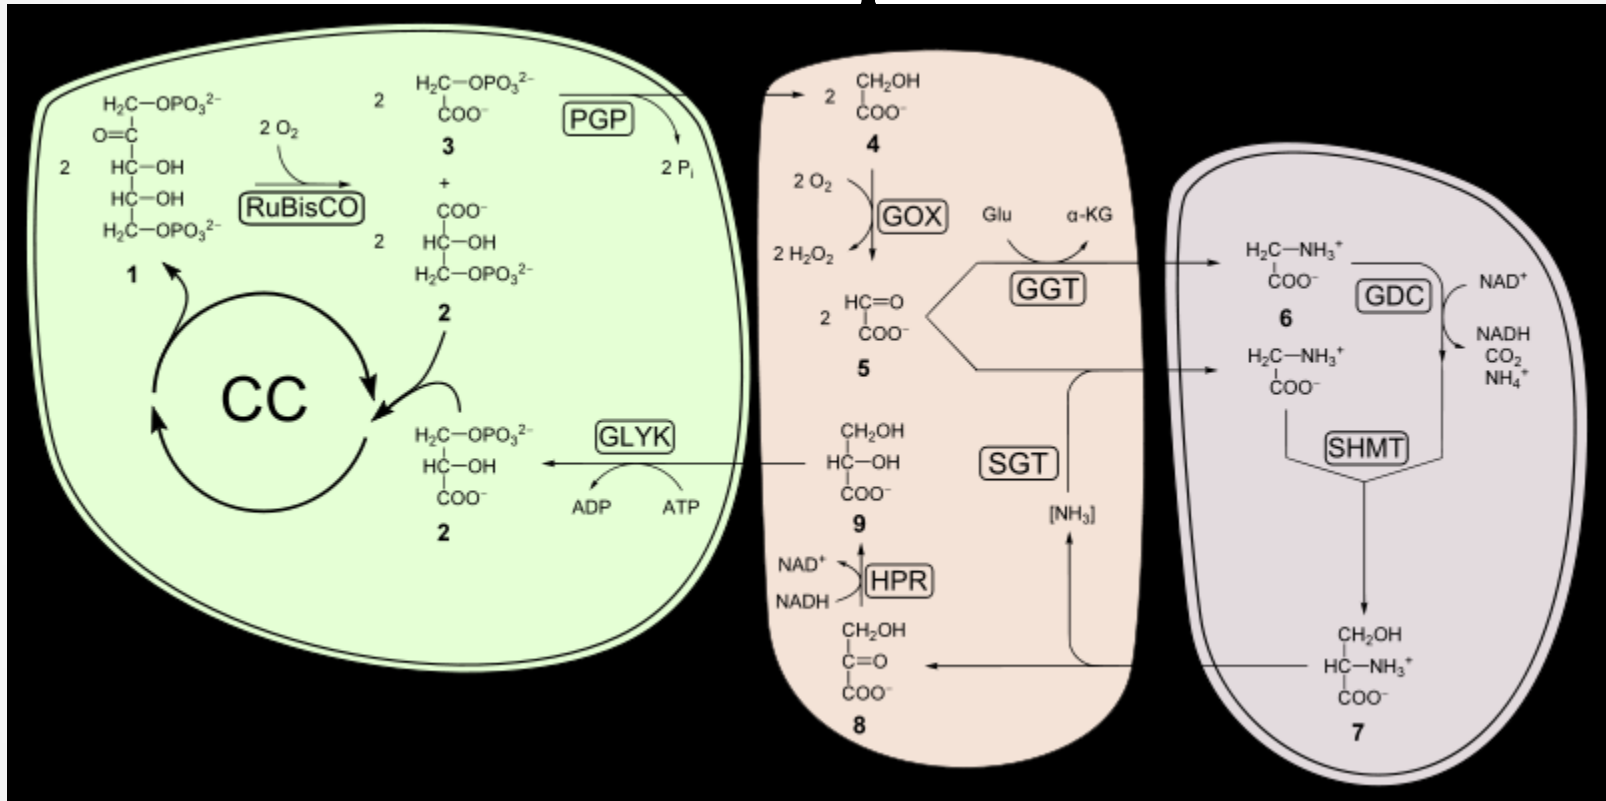 2
H₂C—OPO₃²⁻
O=C
HC—OH
HC—OH
H₂C—OPO₃²⁻
1
2 O₂
RuBisCO
2
H₂C—OPO₃²⁻
COO⁻
3
+
2
COO⁻
HC—OH
H₂C—OPO₃²⁻
2
PGP
2 Pᵢ
CC
H₂C—OPO₃²⁻
HC—OH
COO⁻
2
GLYK
ADP
ATP
2
CH₂OH
COO⁻
4
2 O₂
GOX
2 H₂O₂
2
HC=O
COO⁻
5
Glu
α-KG
GGT
CH₂OH
HC—OH
COO⁻
9
SGT
[NH₃]
NAD⁺
HPR
NADH
CH₂OH
C=O
COO⁻
8
H₂C—NH₃⁺
COO⁻
6
GDC
NAD⁺
NADH
CO₂
NH₄⁺
H₂C—NH₃⁺
COO⁻
SHMT
CH₂OH
HC—NH₃⁺
COO⁻
7